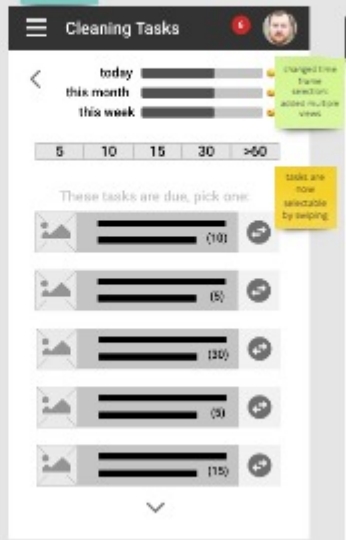 Cleaning Tasks
6
today
this month
this week
changed time
frame
selection:
added multiple
views
5 10 15 30 >60
tasks are
now
selectable
by swiping
These tasks are due, pick one:
(10)
(5)
(30)
(5)
(15)